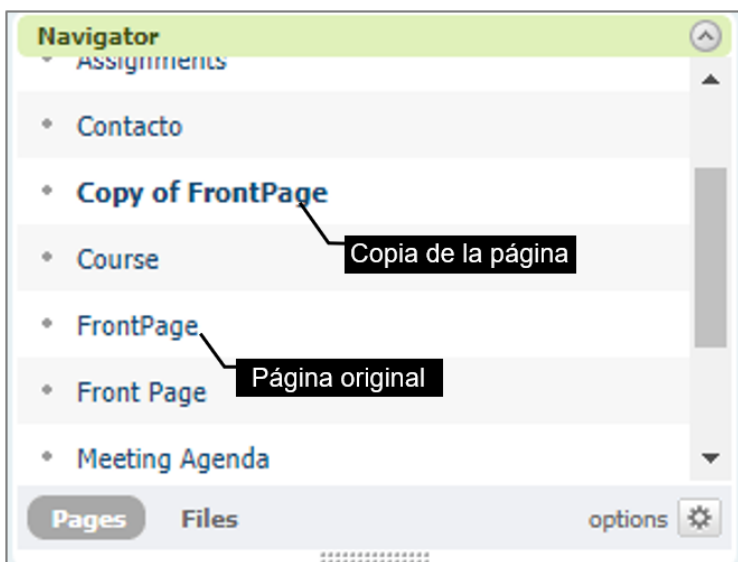 Navigator
Assignments
Contacto
Copy of FrontPage
Copia de la página
Course
FrontPage
Página original
Front Page
Meeting Agenda
Pages Files options